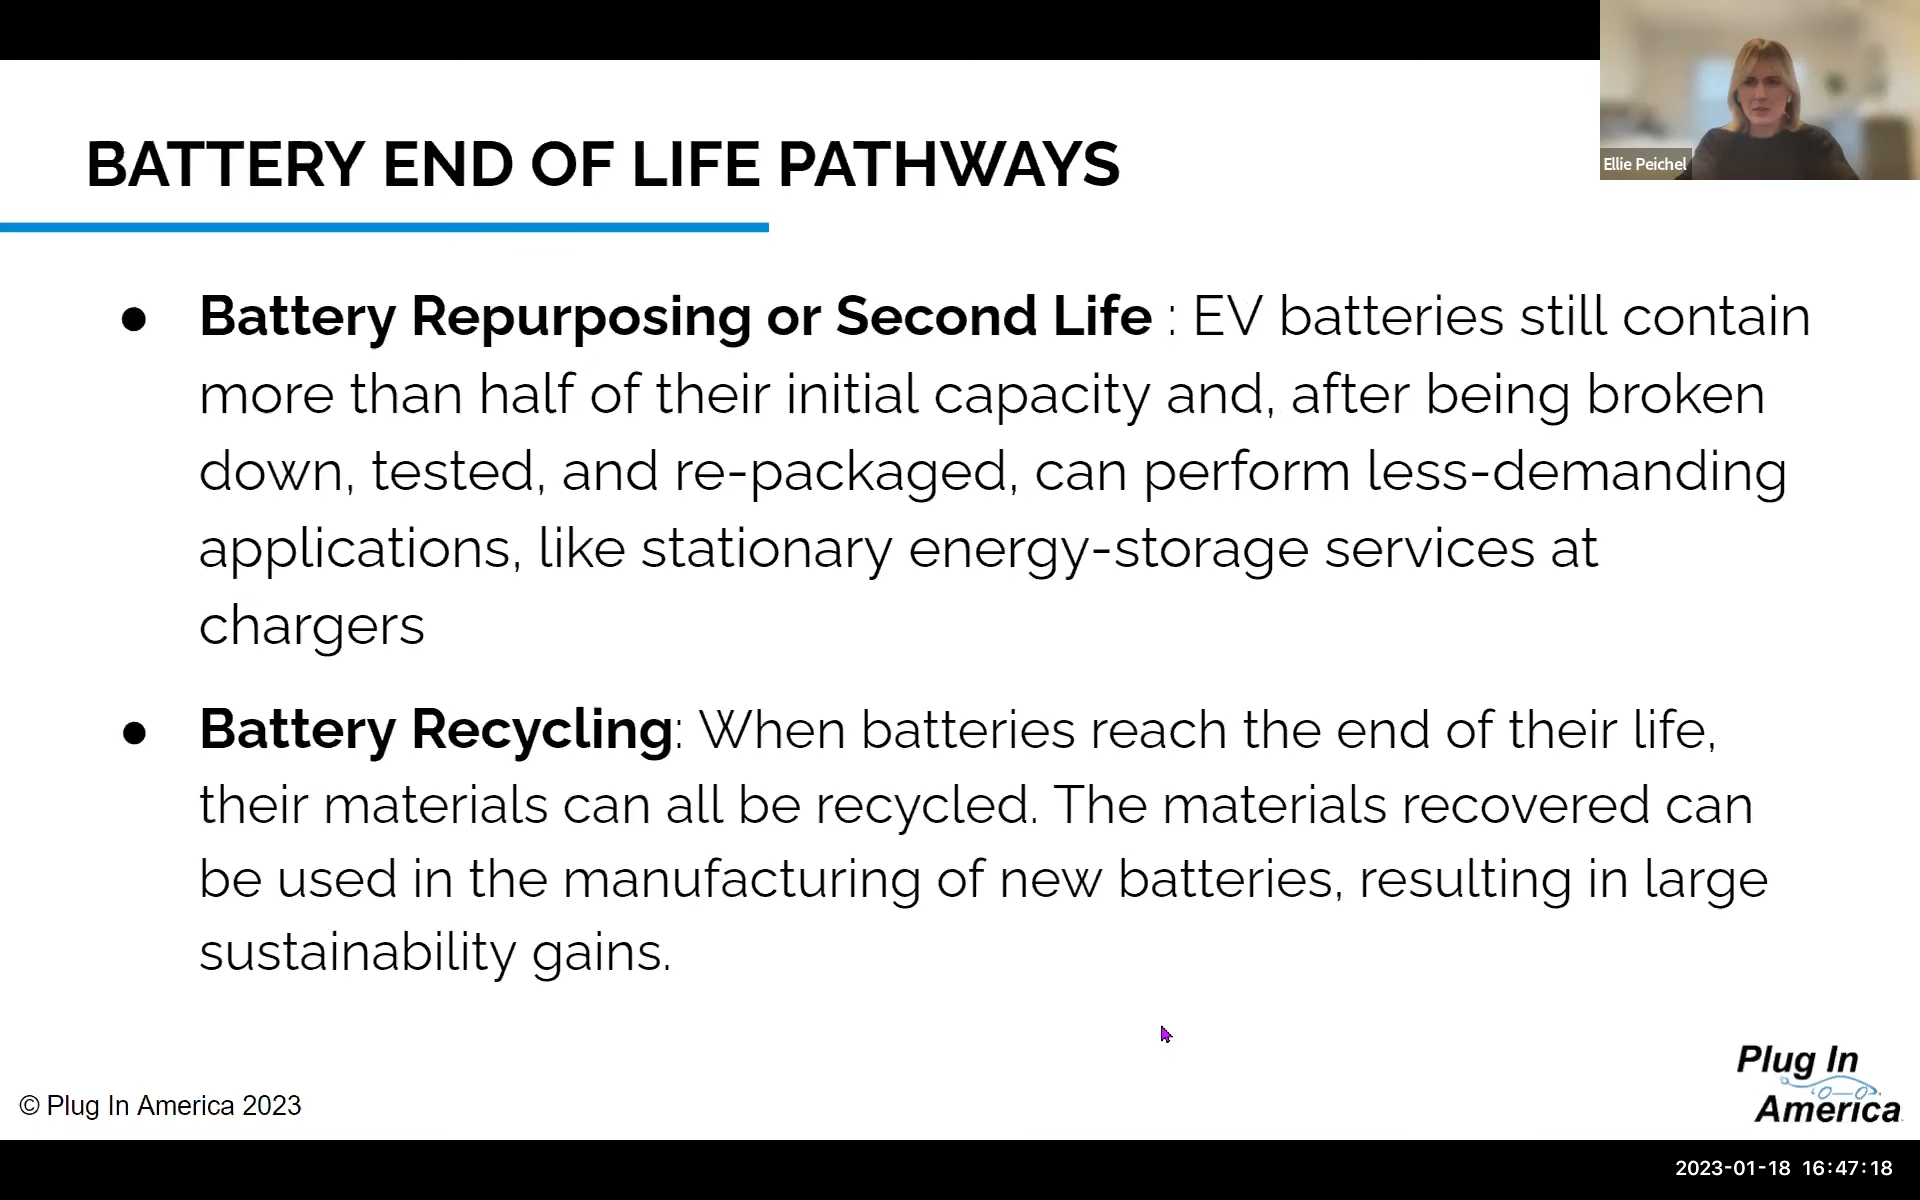 Ellie Peichel
BATTERY END OF LIFE PATHWAYS
● Battery Repurposing or Second Life : EV batteries still contain
more than half of their initial capacity and, after being broken
down, tested, and re-packaged, can perform less-demanding
applications, like stationary energy-storage services at
chargers
● Battery Recycling: When batteries reach the end of their life,
their materials can all be recycled. The materials recovered can
be used in the manufacturing of new batteries, resulting in large
sustainability gains.
© Plug In America 2023
Plug In
America
2023-01-18 16:47:18